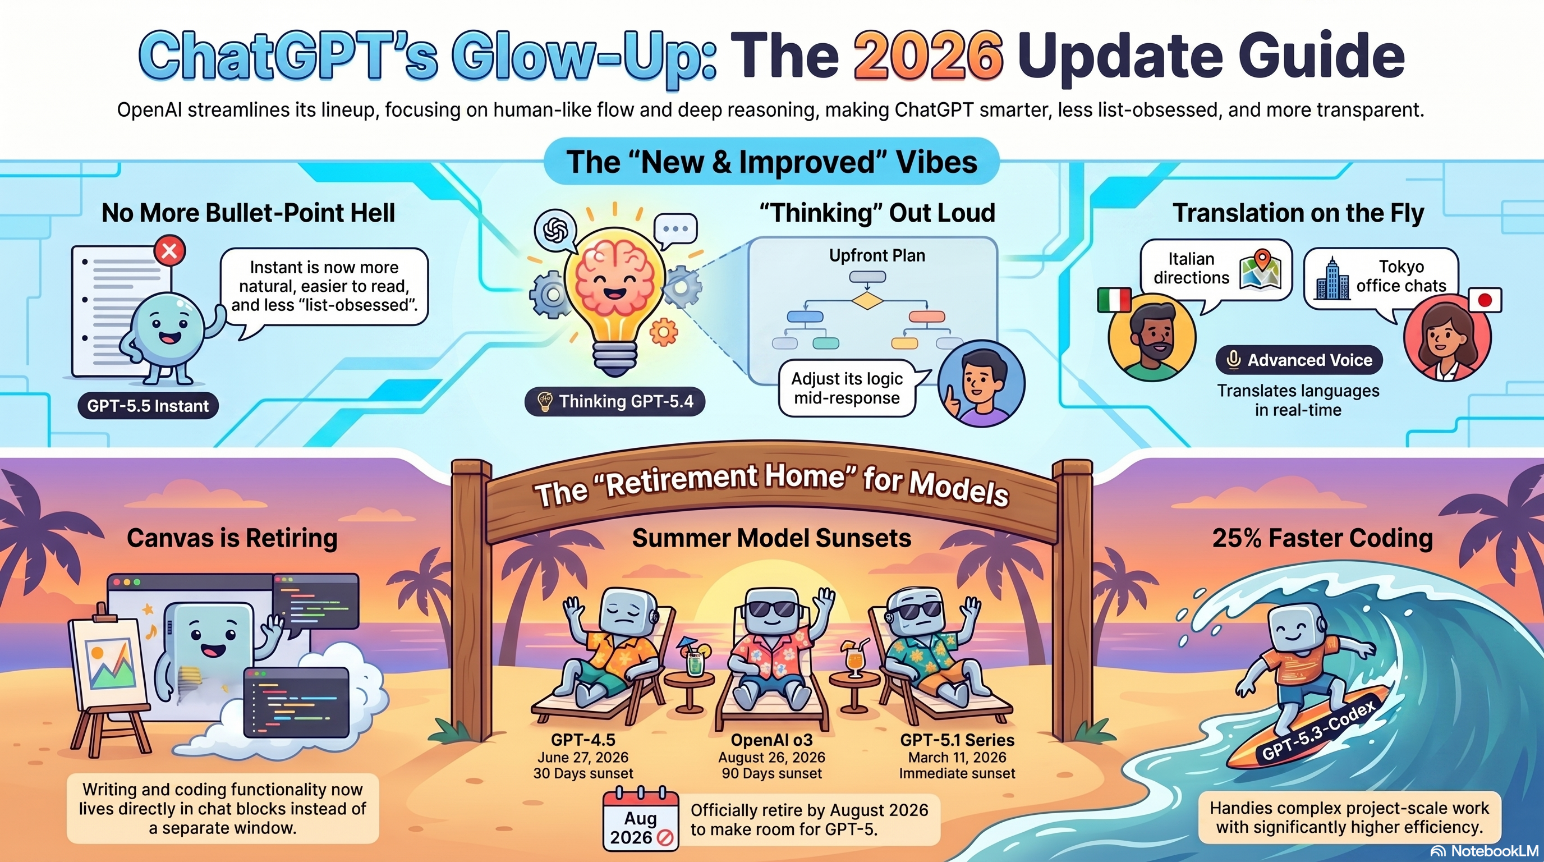 ChatGPT's Glow-Up: The 2026 Update Guide
OpenAI streamlines its lineup, focusing on human-like flow and deep reasoning, making ChatGPT smarter, less list-obsessed, and more transparent.
The “New & Improved” Vibes
No More Bullet-Point Hell
Instant is now more
natural, easier to read,
and less “list-obsessed”.
GPT-5.5 Instant
“Thinking” Out Loud
Upfront Plan
Adjust its logic
mid-response
Thinking GPT-5.4
Translation on the Fly
Italian
directions
Tokyo
office chats
Advanced Voice
Translates languages
in real-time
The “Retirement Home” for Models
Canvas is Retiring
Writing and coding functionality now
lives directly in chat blocks instead of
a separate window.
Summer Model Sunsets
GPT-4.5
June 27, 2026
30 Days sunset
OpenAI o3
August 26, 2026
90 Days sunset
GPT-5.1 Series
March 11, 2026
Immediate sunset
Aug
2026
Officially retire by August 2026
to make room for GPT-5.
25% Faster Coding
GPT-5.3-Codex
Handies complex project-scale work
with significantly higher efficiency.
NotebookLM